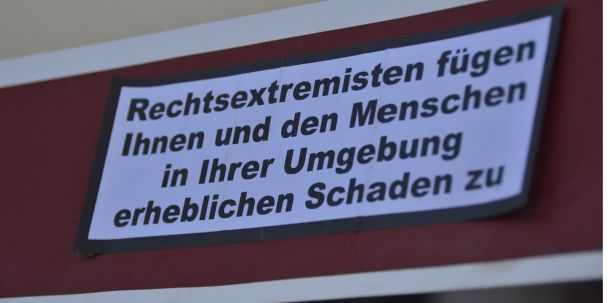 Rechtsextremisten fügen
Ihnen und den Menschen
in Ihrer Umgebung
erheblichen Schaden zu